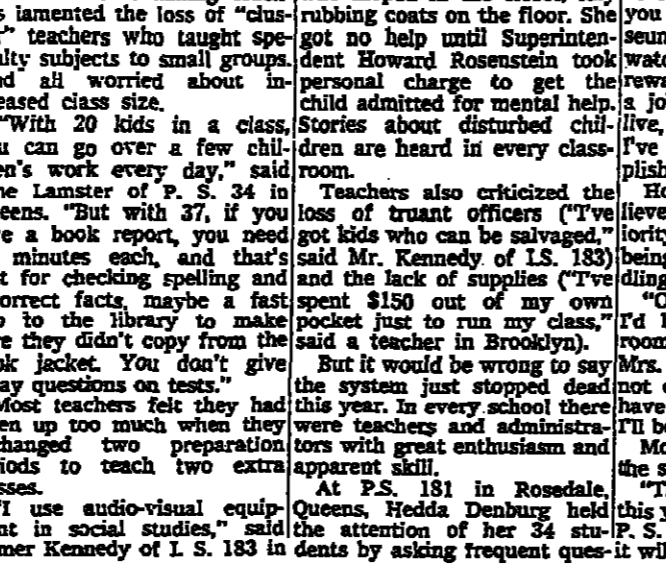 s lamented the loss of "clus-
" teachers who taught spe-
lty subjects to small groups.
d all worried about in-
eased class size.
"With 20 kids in a class,
u can go over a few chil-
en's work every day," said
ne Lamster of P. S. 34 in
eens. "But with 37, if you
e a book report, you need
minutes each, and that's
t for checking spelling and
orrect facts, maybe a fast
o to the library to make
re they didn't copy from the
ok jacket. You don't give
ay questions on tests."
Most teachers felt they had
en up too much when they
hanged two preparation
iods to teach two extra
sses.
"I use audio-visual equip-
nt in social studies," said
mer Kennedy of I. S. 183 in
rubbing coats on the floor. She
got no help until Superinten-
dent Howard Rosenstein took
personal charge to get the
child admitted for mental help.
Stories about disturbed chil-
dren are heard in every class-
room.
Teachers also criticized the
loss of truant officers ("I've
got kids who can be salvaged,"
said Mr. Kennedy of I.S. 183)
and the lack of supplies ("I've
spent $150 out of my own
pocket just to run my class,"
said a teacher in Brooklyn).
But it would be wrong to say
the system just stopped dead
this year. In every school there
were teachers and administra-
tors with great enthusiasm and
apparent skill.
At P.S. 181 in Rosedale,
Queens, Hedda Denburg held
the attention of her 34 stu-
dents by asking frequent ques-
you
seun
watc
rewa
a jo
live,
I've
plish
Ho
lieve
iority
being
dling
"O
I'd l
room
Mrs.
not o
have
I'll be
Mo
the s
"Th
this y
P. S.
it wil